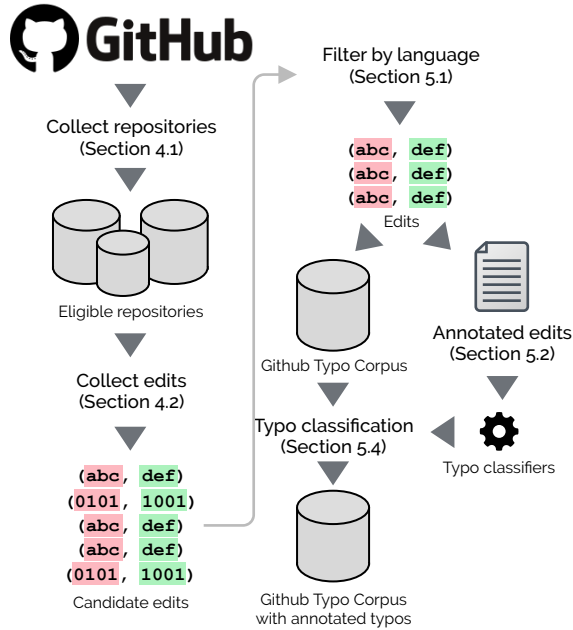 GitHub
Collect repositories
(Section 4.1)
Eligible repositories
Collect edits
(Section 4.2)
(abc, def)
(0101, 1001)
(abc, def)
(abc, def)
(0101, 1001)
Candidate edits
Filter by language
(Section 5.1)
(abc, def)
(abc, def)
(abc, def)
Edits
Github Typo Corpus
Annotated edits
(Section 5.2)
Typo classifiers
Typo classification
(Section 5.4)
Github Typo Corpus
with annotated typos